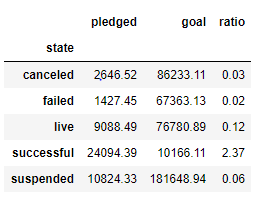 pledged goal ratio
state
canceled 2646.52 86233.11 0.03
failed 1427.45 67363.13 0.02
live 9088.49 76780.89 0.12
successful 24094.39 10166.11 2.37
suspended 10824.33 181648.94 0.06